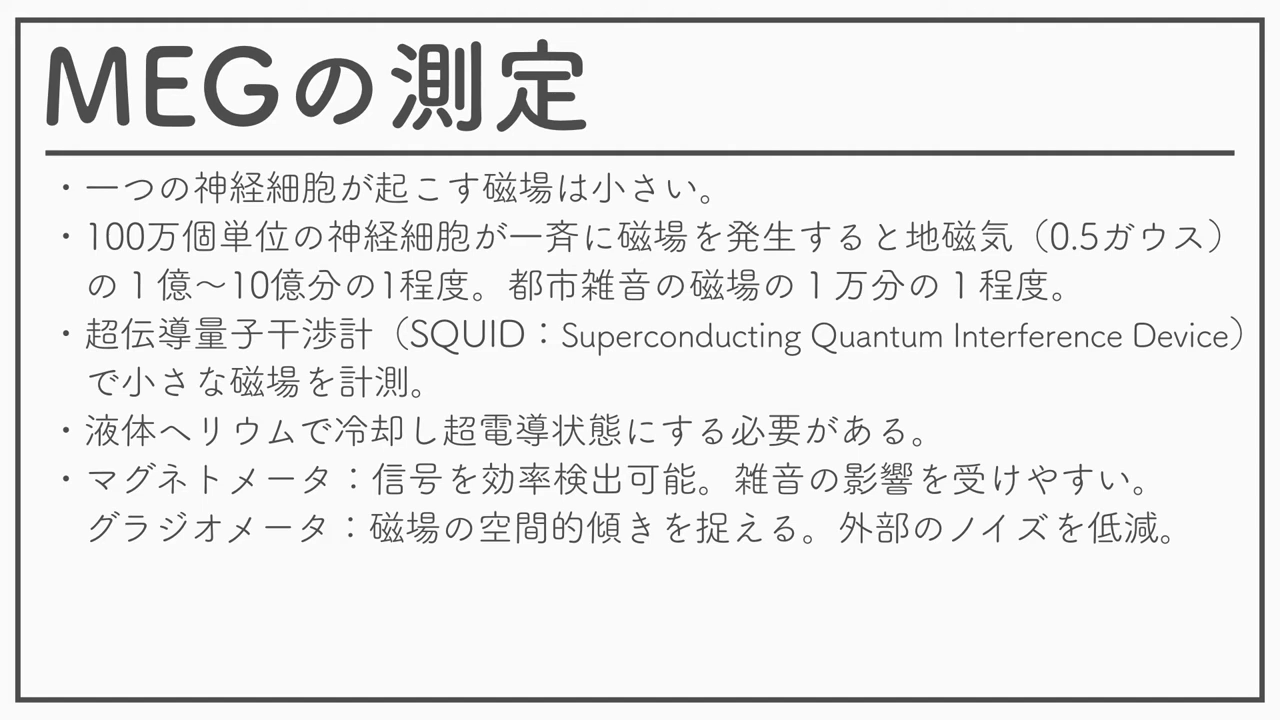 MEGの測定
・一つの神経細胞が起こす磁場は小さい。
・100万個単位の神経細胞が一斉に磁場を発生すると地磁気（0.5ガウス）
の１億～10億分の1程度。都市雑音の磁場の１万分の１程度。
・超伝導量子干渉計（SQUID：Superconducting Quantum Interference Device）
で小さな磁場を計測。
・液体ヘリウムで冷却し超電導状態にする必要がある。
・マグネトメータ：信号を効率検出可能。雑音の影響を受けやすい。
グラジオメータ：磁場の空間的傾きを捉える。外部のノイズを低減。